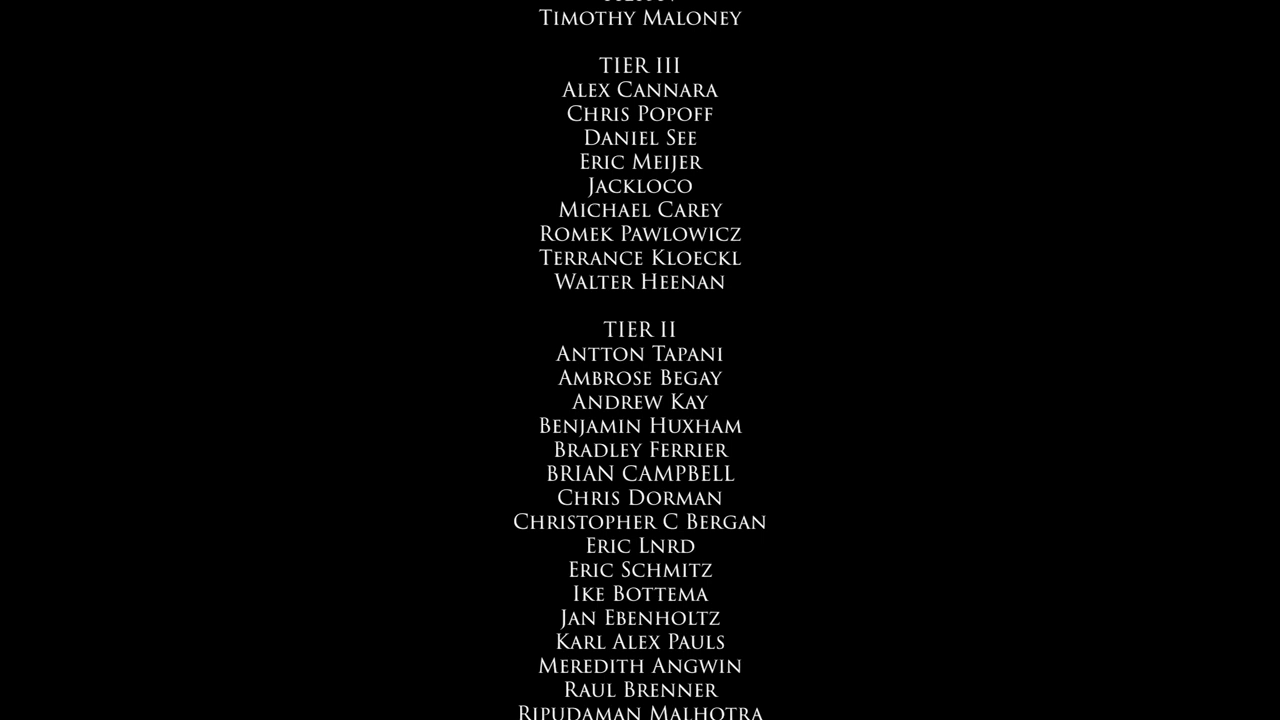 Timothy Maloney
TIER III
Alex Cannara
Chris Popoff
Daniel See
Eric Meijer
Jackloco
Michael Carey
Romek Pawlowicz
Terrance Kloeckl
Walter Heenan
TIER II
Antton Tapani
Ambrose Begay
Andrew Kay
Benjamin Huxham
Bradley Ferrier
BRIAN CAMPBELL
Chris Dorman
Christopher C Bergan
Eric Lnrd
Eric Schmitz
Ike Bottema
Jan Ebenholtz
Karl Alex Pauls
Meredith Angwin
Raul Brenner
Ripudaman Malhotra